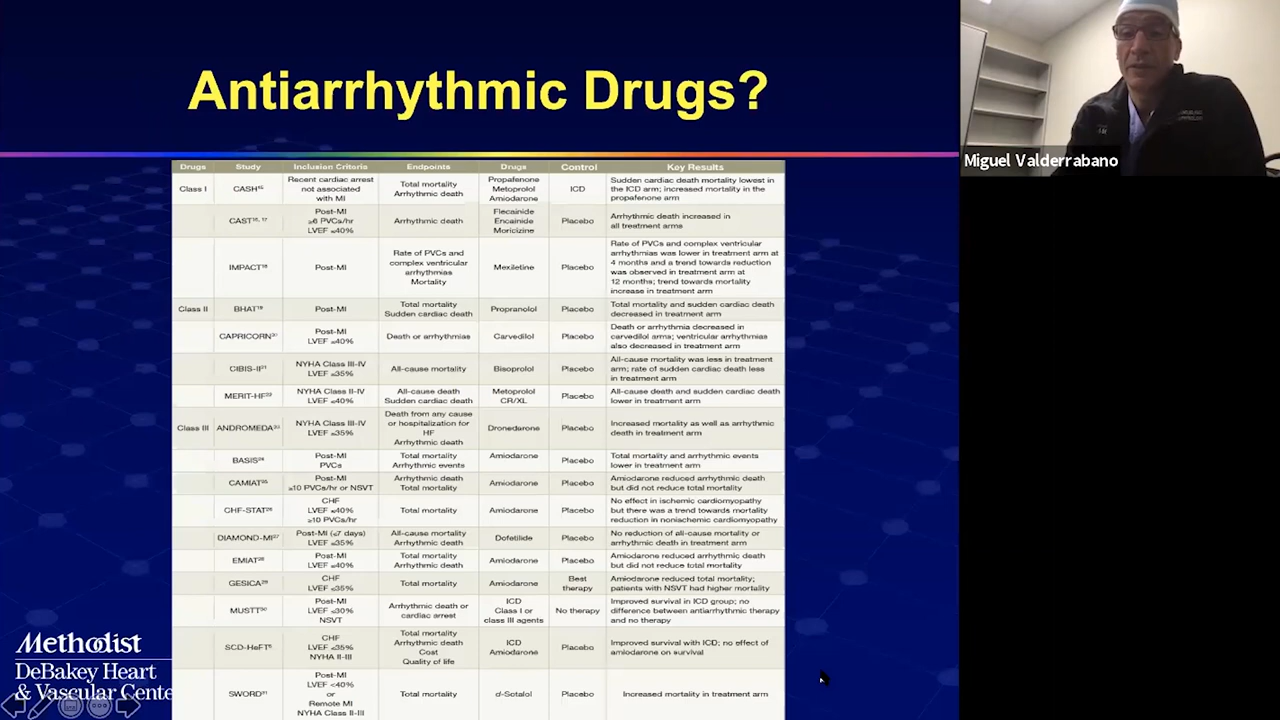 Antiarrhythmic Drugs?
Miguel Valderrabano
Drugs Study Inclusion Criteria Endpoints Drugs Control Key Results
Class I CASH⁴⁵ Recent cardiac arrest
not associated
with MI
Total mortality
Arrhythmic death
Propafenone
Metoprolol
Amiodarone
ICD
Sudden cardiac death mortality lowest in
the ICD arm; increased mortality in the
propafenone arm
CAST¹⁶, ¹⁷
Post-MI
≥6 PVCs/hr
LVEF ≤40%
Arrhythmic death
Flecainide
Encainide
Moricizine
Placebo
Arrhythmic death increased in
all treatment arms
IMPACT¹⁸
Post-MI
Rate of PVCs and
complex ventricular
arrhythmias
Mortality
Mexiletine
Placebo
Rate of PVCs and complex ventricular
arrhythmias was lower in treatment arm at
4 months and a trend towards reduction
was observed in treatment arm at
12 months; trend towards mortality
increase in treatment arm
Class II BHAT¹⁹
Post-MI
Total mortality
Sudden cardiac death
Propranolol
Placebo
Total mortality and sudden cardiac death
decreased in treatment arm
CAPRICORN²⁰
Post-MI
LVEF ≤40%
Death or arrhythmias
Carvedilol
Placebo
Death or arrhythmia decreased in
carvedilol arms; ventricular arrhythmias
also decreased in treatment arm
CIBIS-II²¹
NYHA Class III-IV
LVEF ≤35%
All-cause mortality
Bisoprolol
Placebo
All-cause mortality was less in treatment
arm; rate of sudden cardiac death less
in treatment arm
MERIT-HF²²
NYHA Class II-IV
LVEF ≤40%
All-cause death
Sudden cardiac death
Metoprolol
CR/XL
Placebo
All-cause death and sudden cardiac death
lower in treatment arm
Class III ANDROMEDA²³
NYHA Class III-IV
LVEF ≤35%
Death from any cause
or hospitalization for
HF
Arrhythmic death
Dronedarone
Placebo
Increased mortality as well as arrhythmic
death in treatment arm
BASIS²⁴
Post-MI
PVCs
Total mortality
Arrhythmic events
Amiodarone
Placebo
Total mortality and arrhythmic events
lower in treatment arm
CAMIAT²⁵
Post-MI
≥10 PVCs/hr or NSVT
Arrhythmic death
Total mortality
Amiodarone
Placebo
Amiodarone reduced arrhythmic death
but did not reduce total mortality
CHF-STAT²⁶
CHF
LVEF ≤40%
≥10 PVCs/hr
Total mortality
Amiodarone
Placebo
No effect in ischemic cardiomyopathy
but there was a trend towards mortality
reduction in nonischemic cardiomyopathy
DIAMOND-MI²⁷
Post-MI (≤7 days)
LVEF ≤35%
All-cause mortality
Arrhythmic death
Dofetilide
Placebo
No reduction of all-cause mortality or
arrhythmic death in treatment arm
EMIAT²⁸
Post-MI
LVEF ≤40%
Total mortality
Arrhythmic death
Amiodarone
Placebo
Amiodarone reduced arrhythmic death
but did not reduce total mortality
GESICA²⁹
CHF
LVEF ≤35%
Total mortality
Amiodarone
Best
therapy
Amiodarone reduced total mortality;
patients with NSVT had higher mortality
MUSTT³⁰
Post-MI
LVEF ≤30%
NSVT
Arrhythmic death or
cardiac arrest
ICD
Class I or
class III agents
No therapy
Improved survival in ICD group; no
difference between antiarrhythmic therapy
and no therapy
SCD-HeFT⁵
CHF
LVEF ≤35%
NYHA II-III
Total mortality
Arrhythmic death
Cost
Quality of life
ICD
Amiodarone
Placebo
Improved survival with ICD; no effect of
amiodarone on survival
SWORD³¹
Post-MI
LVEF <40%
or
Remote MI
NYHA Class II-III
Total mortality
d-Sotalol
Placebo
Increased mortality in treatment arm
Methodist
DeBakey Heart
& Vascular Cente